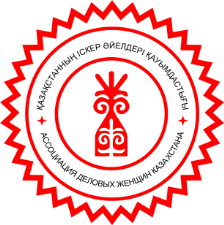 ҚАЗАҚСТАННЫҢ ІСКЕР ӘЙЕЛДЕРІ ҚАУЫМДАСТЫҒЫ
АССОЦИАЦИЯ ДЕЛОВЫХ ЖЕНЩИН КАЗАХСТАНА